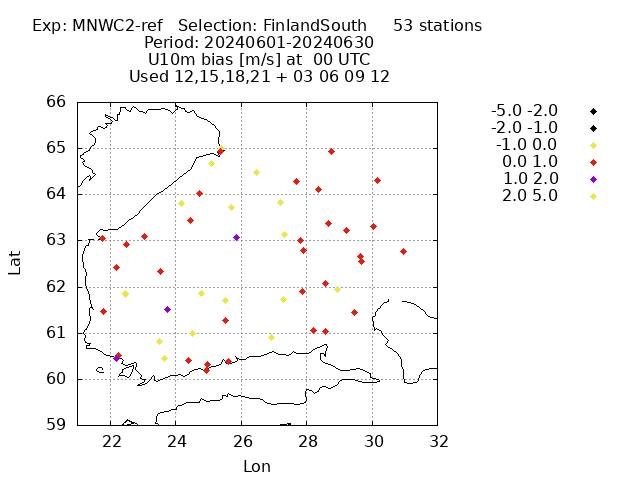 Exp: MNWC2-ref   Selection: FinlandSouth     53 stations
Period: 20240601-20240630
U10m bias [m/s] at  00 UTC
Used 12,15,18,21 + 03 06 09 12
-5.0 -2.0
-2.0 -1.0
-1.0 0.0
0.0 1.0
1.0 2.0
2.0 5.0
66
65
64
63
62
61
60
59
Lat
22 24 26 28 30 32
Lon